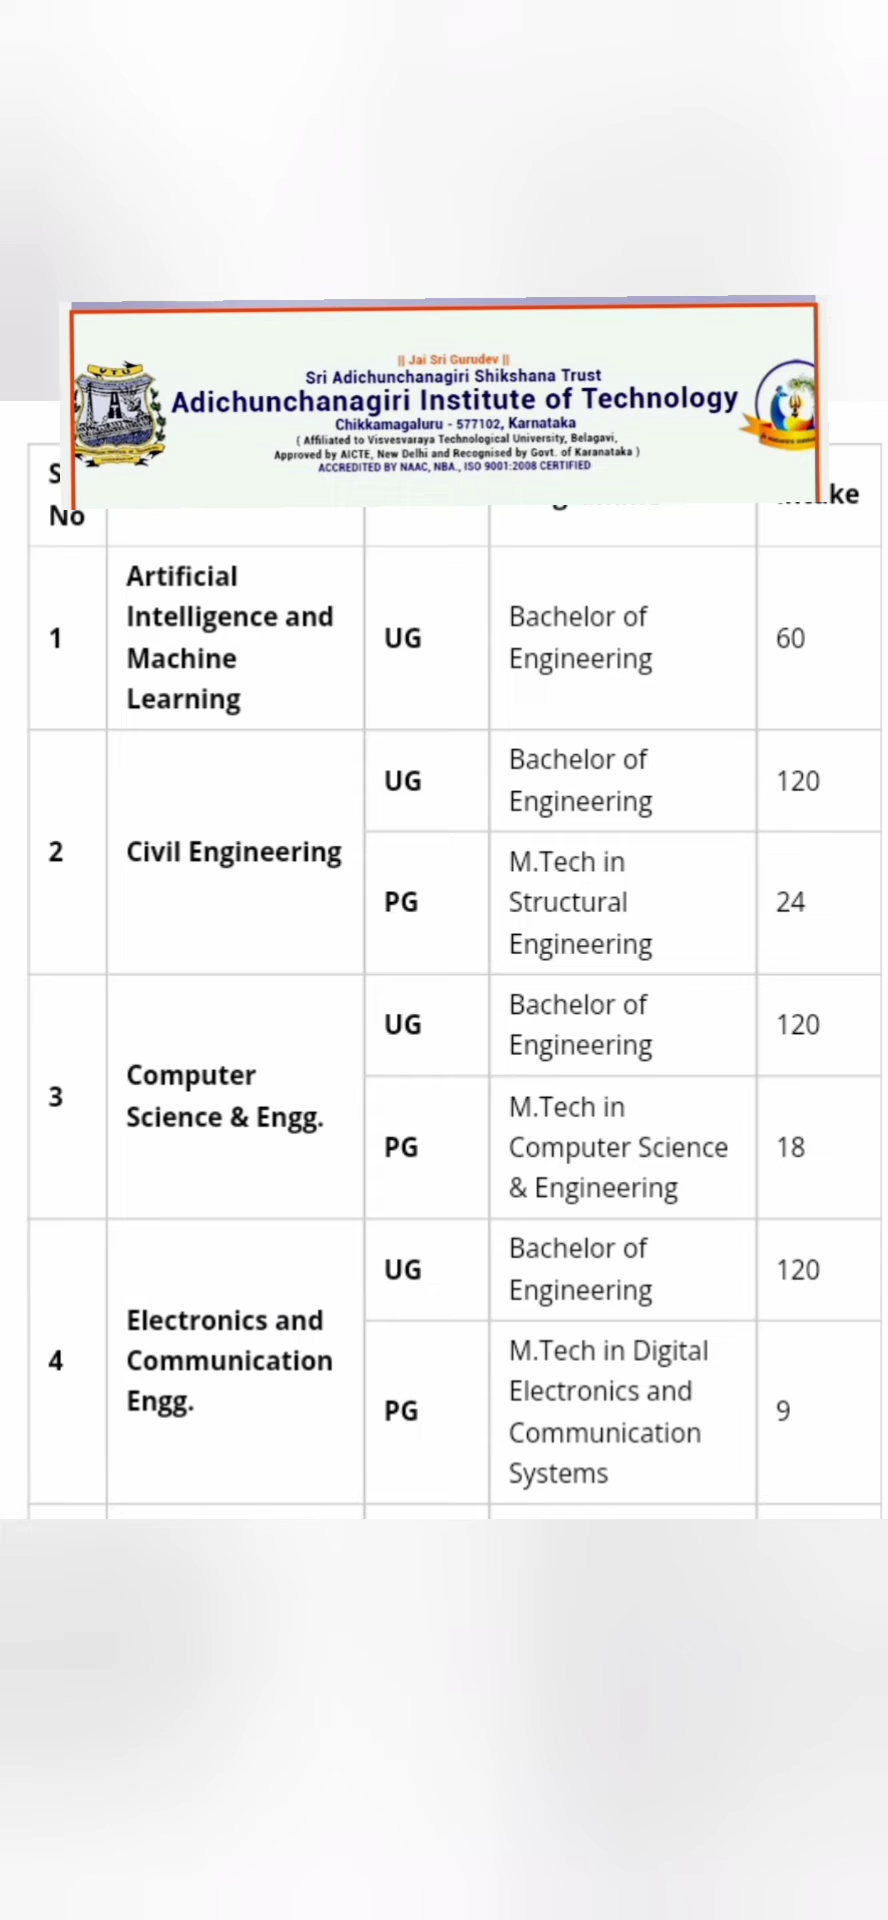 || Jai Sri Gurudev ||
Sri Adichunchanagiri Shikshana Trust
Adichunchanagiri Institute of Technology
Chikkamagaluru - 577102, Karnataka
( Affiliated to Visvesvaraya Technological University, Belagavi,
Approved by AICTE, New Delhi and Recognised by Govt. of Karanataka )
ACCREDITED BY NAAC, NBA., ISO 9001:2008 CERTIFIED
No
1
Artificial
Intelligence and
Machine
Learning
UG
Bachelor of
Engineering
60
2
Civil Engineering
UG
Bachelor of
Engineering
120
PG
M.Tech in
Structural
Engineering
24
3
Computer
Science & Engg.
UG
Bachelor of
Engineering
120
PG
M.Tech in
Computer Science
& Engineering
18
4
Electronics and
Communication
Engg.
UG
Bachelor of
Engineering
120
PG
M.Tech in Digital
Electronics and
Communication
Systems
9